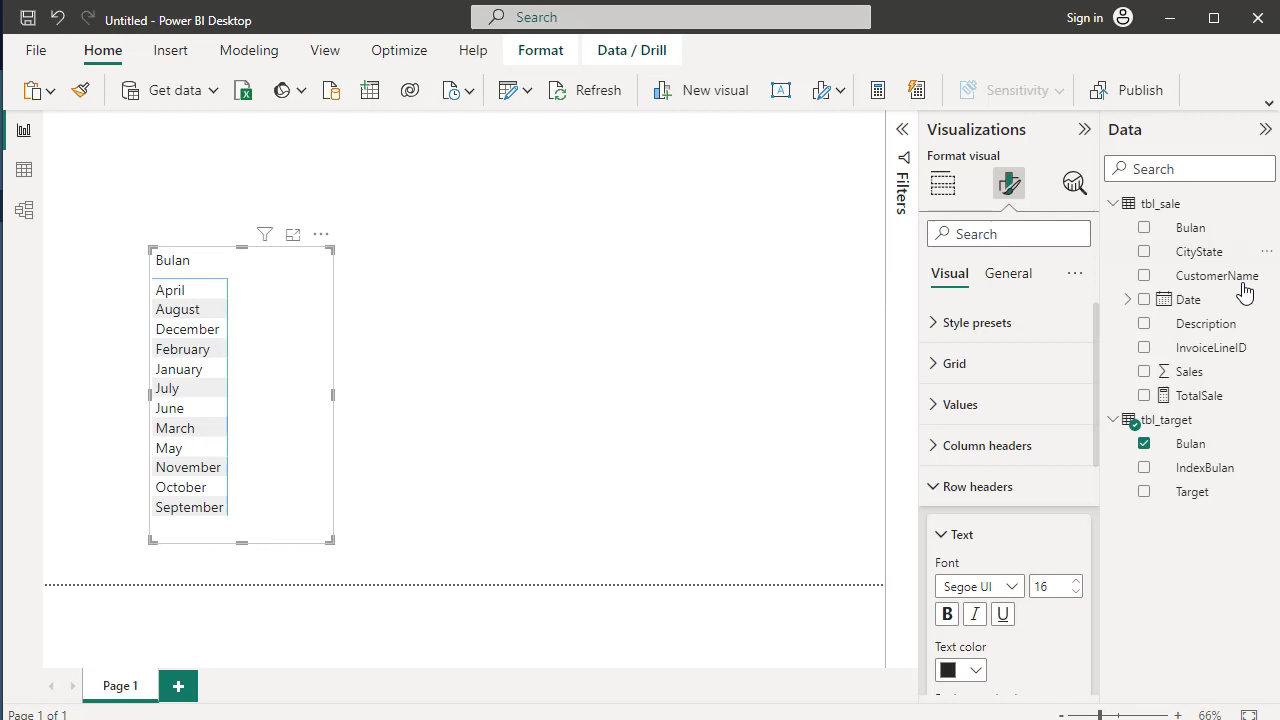 Untitled - Power BI Desktop
Search
Sign in
File
Home
Insert
Modeling
View
Optimize
Help
Format
Data / Drill
Get data
Refresh
New visual
A
Sensitivity
Publish
Bulan
April
August
December
February
January
July
June
March
May
November
October
September
Filters
Visualizations
Format visual
Search
Visual
General
Style presets
Grid
Values
Column headers
Row headers
Text
Font
Segoe UI
16
B
I
U
Text color
Data
Search
tbl_sale
Bulan
CityState
CustomerName
Date
Description
InvoiceLineID
Sales
TotalSale
tbl_target
Bulan
IndexBulan
Target
Page 1
Page 1 of 1
66%